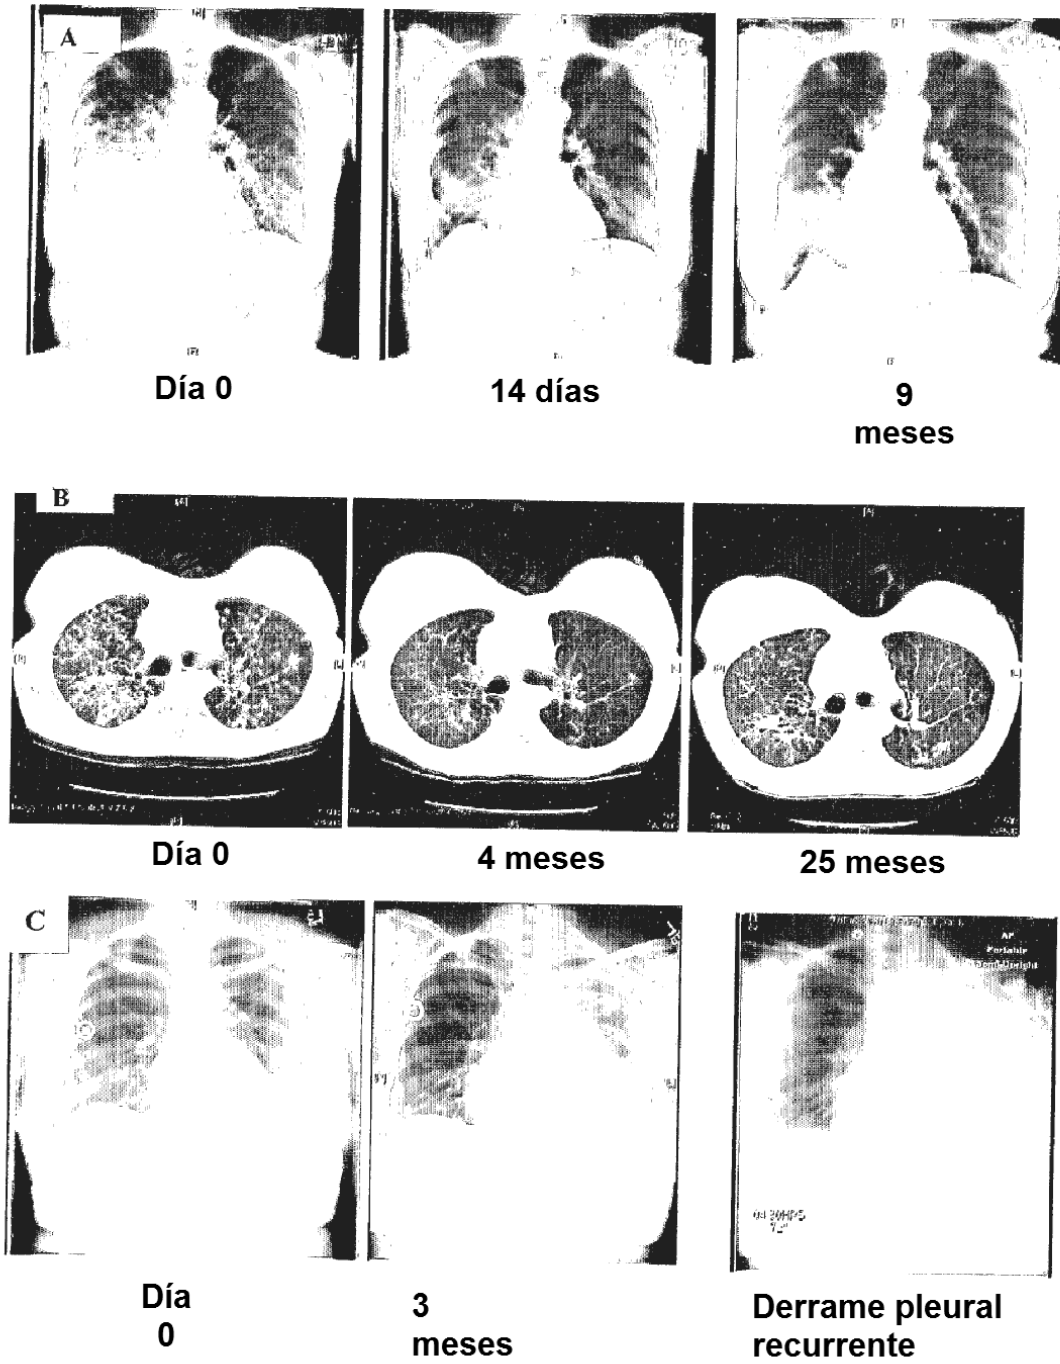 A
Día 0
14 días
9
meses
B
Día 0
4 meses
25 meses
C
AP
Portable
Día
0
3
meses
Derrame pleural
recurrente